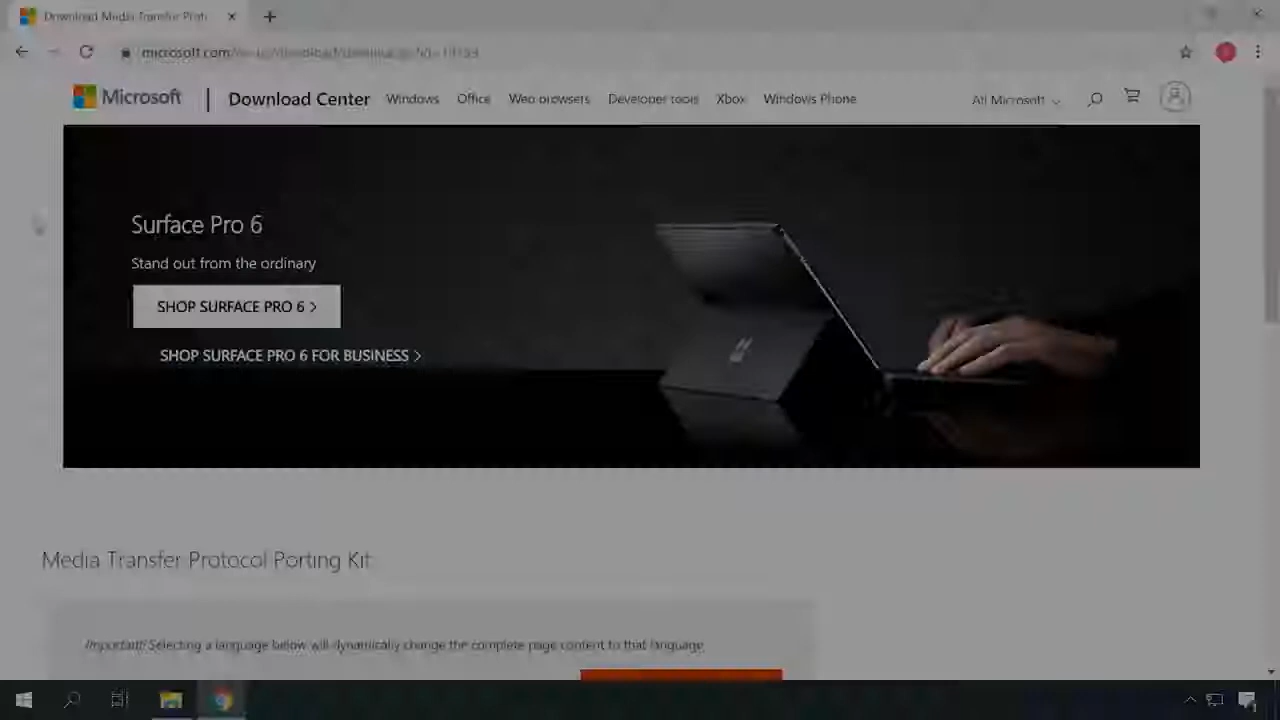 Download Media Transfer Prot
microsoft.com
Microsoft
Download Center
Windows
Office
Web browsers
Developer tools
Xbox
Windows Phone
All Microsoft
Surface Pro 6
Stand out from the ordinary
SHOP SURFACE PRO 6 >
SHOP SURFACE PRO 6 FOR BUSINESS >
Media Transfer Protocol Porting Kit
Important! Selecting a language below will dynamically change the complete page content to that language.